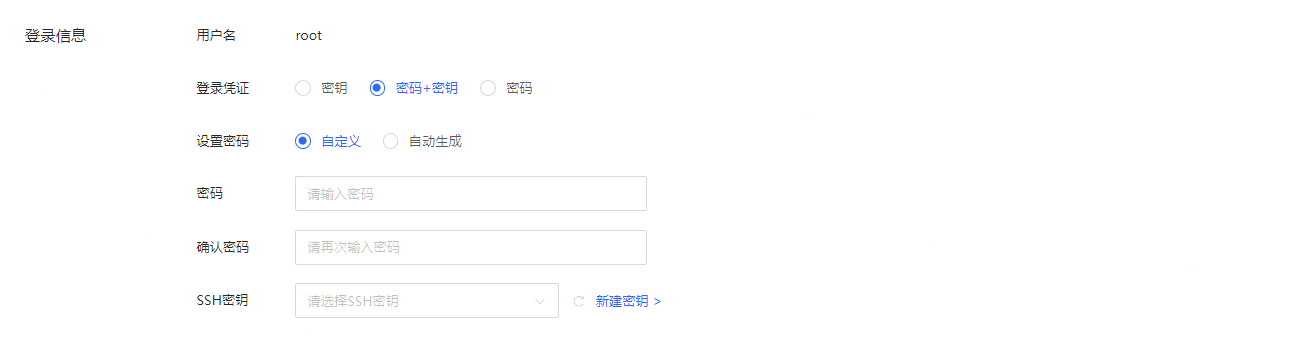 登录信息 用户名 root
登录凭证 密钥 密码+密钥 密码
设置密码 自定义 自动生成
密码 请输入密码
确认密码 请再次输入密码
SSH密钥 请选择SSH密钥 新建密钥 >